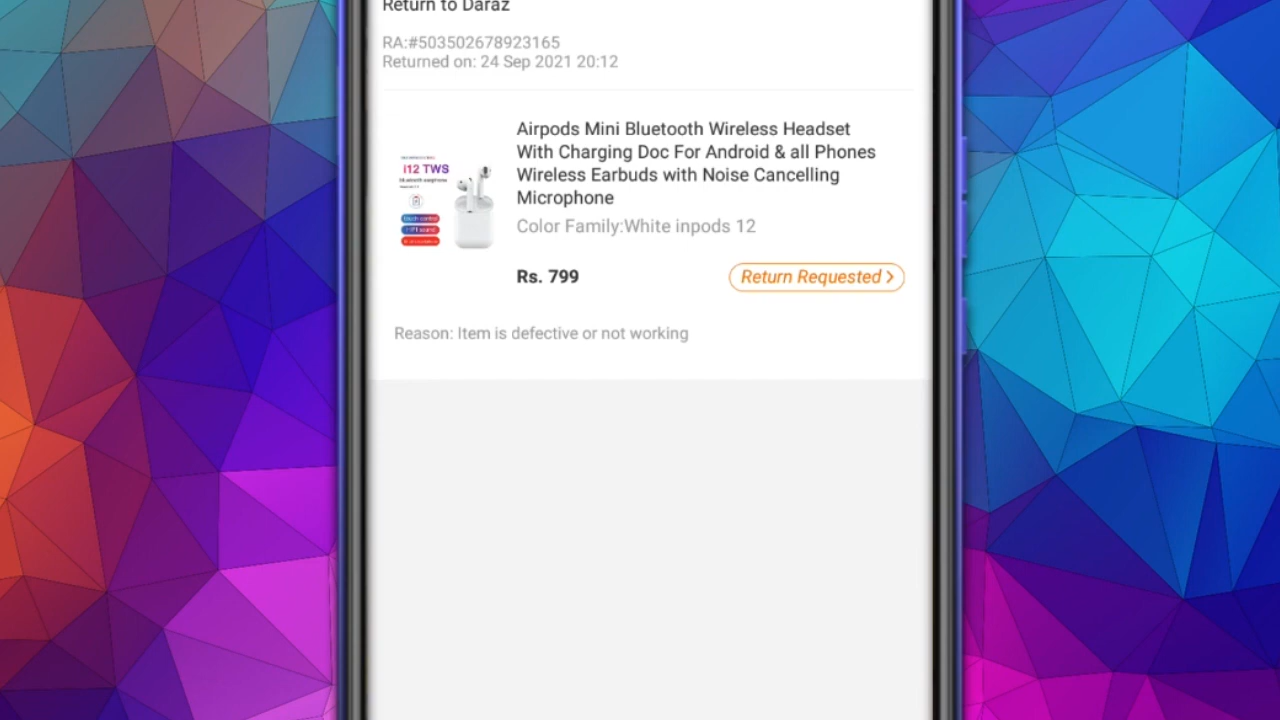 Return to Daraz
RA:#503502678923165
Returned on: 24 Sep 2021 20:12
Airpods Mini Bluetooth Wireless Headset
With Charging Doc For Android & all Phones
Wireless Earbuds with Noise Cancelling
Microphone
Color Family:White inpods 12
i12 TWS
touch control
Rs. 799
Return Requested >
Reason: Item is defective or not working